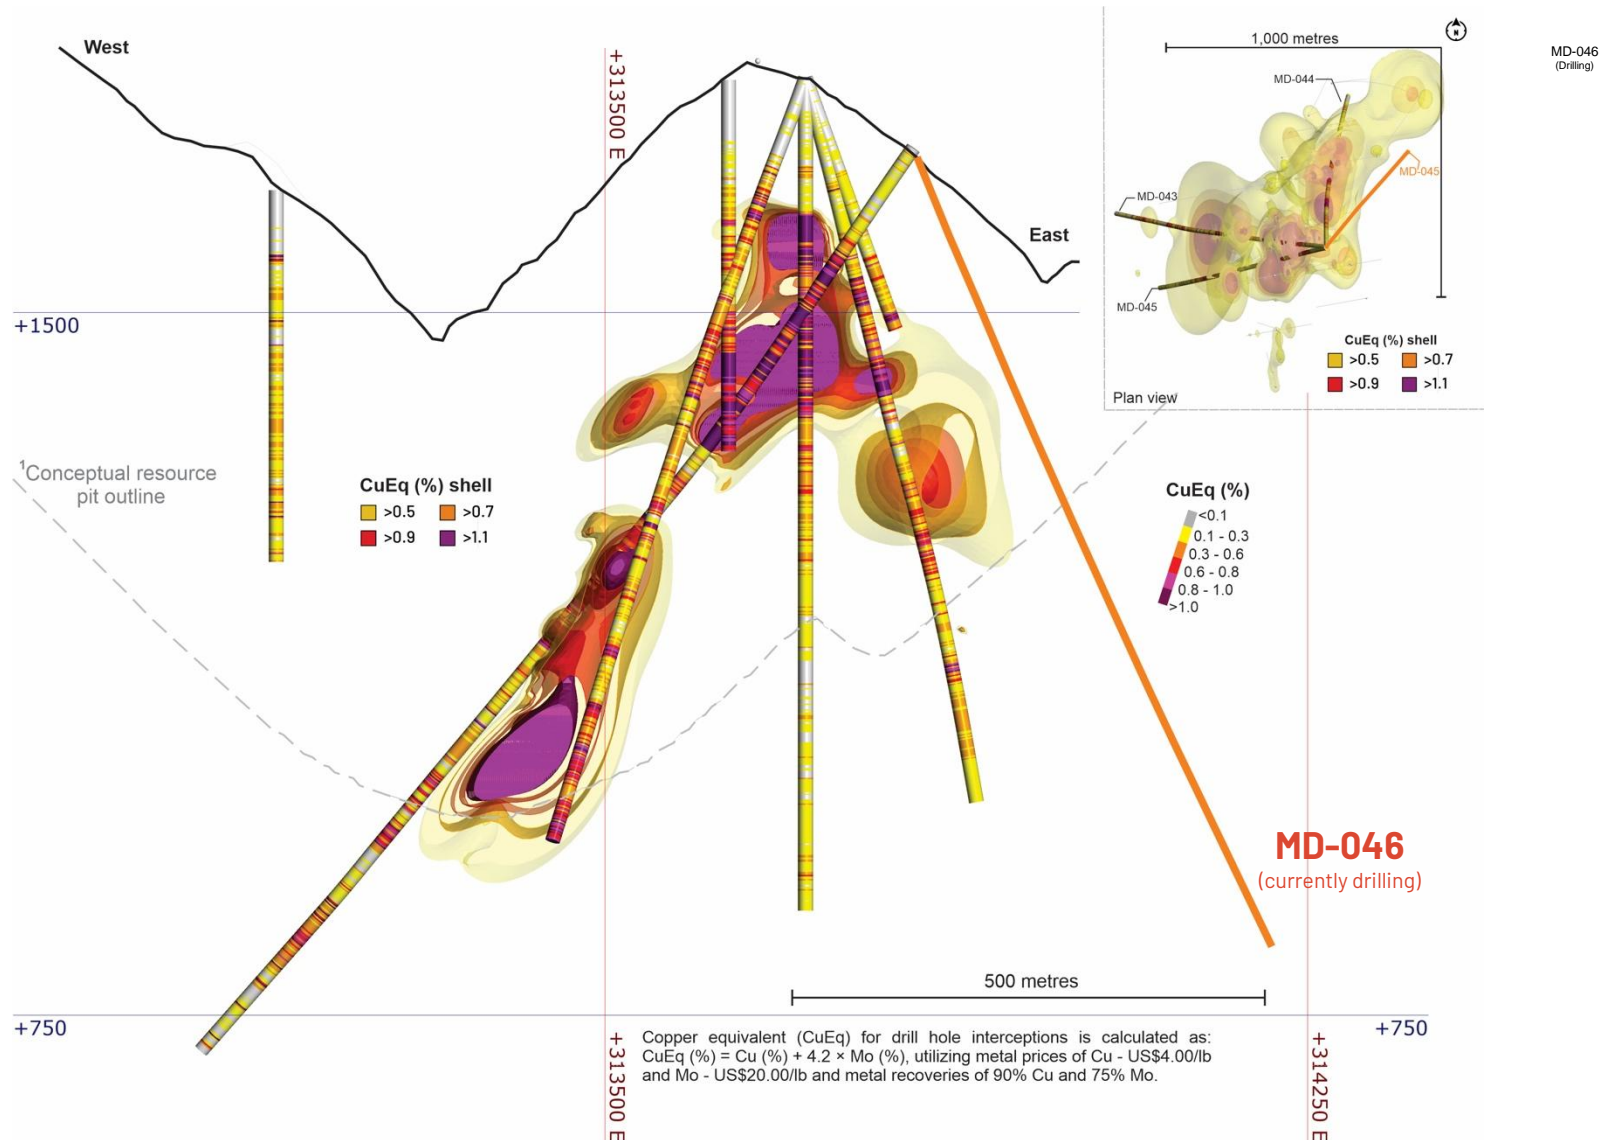 West
+313500 E
1,000 metres
N
MD-046
(Drilling)
MD-044
MD-043
MD-045
MD-045
East
+1500
CuEq (%) shell
>0.5
>0.7
>0.9
>1.1
Plan view
¹Conceptual resource
pit outline
CuEq (%) shell
>0.5
>0.7
>0.9
>1.1
CuEq (%)
<0.1
0.1 - 0.3
0.3 - 0.6
0.6 - 0.8
0.8 - 1.0
>1.0
MD-046
(currently drilling)
500 metres
+750
+750
+313500 E
+314250 E
Copper equivalent (CuEq) for drill hole interceptions is calculated as:
CuEq (%) = Cu (%) + 4.2 × Mo (%), utilizing metal prices of Cu - US$4.00/lb
and Mo - US$20.00/lb and metal recoveries of 90% Cu and 75% Mo.